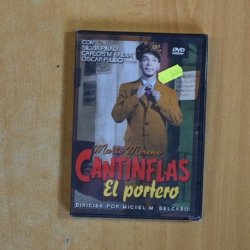 CON
SILVIA PINAL
CARLOS M. BAENA
OSCAR PULIDO
DVD
Mario Moreno
CANTINFLAS
El portero
DIRIGIDA POR MIGUEL M. DELGADO